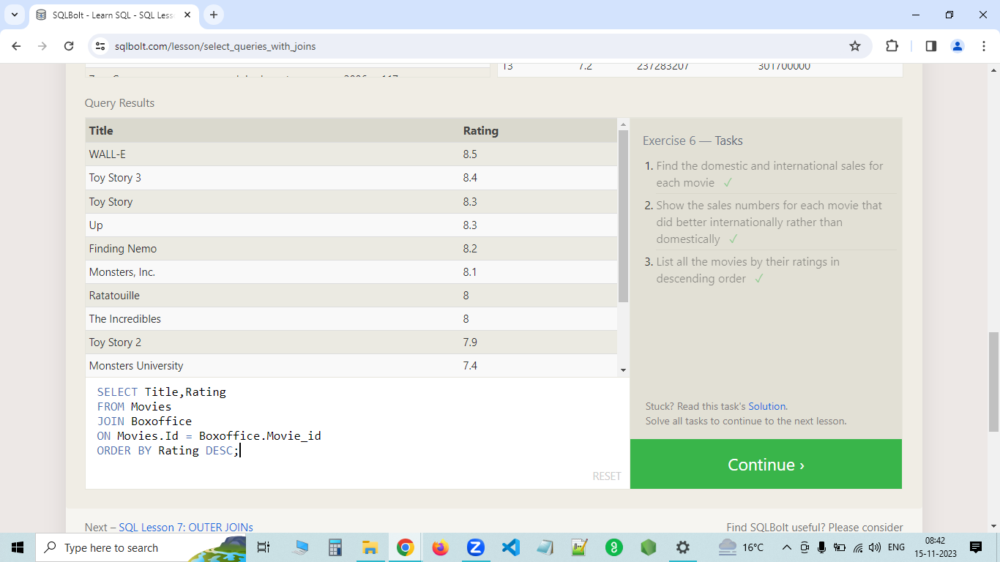 SQLBolt - Learn SQL - SQL Less
sqlbolt.com/lesson/select_queries_with_joins
13 7.2 237283207 301700000
Query Results
Title Rating
WALL-E 8.5
Toy Story 3 8.4
Toy Story 8.3
Up 8.3
Finding Nemo 8.2
Monsters, Inc. 8.1
Ratatouille 8
The Incredibles 8
Toy Story 2 7.9
Monsters University 7.4
SELECT Title,Rating
FROM Movies
JOIN Boxoffice
ON Movies.Id = Boxoffice.Movie_id
ORDER BY Rating DESC;
RESET
Exercise 6 — Tasks
1. Find the domestic and international sales for
each movie ✓
2. Show the sales numbers for each movie that
did better internationally rather than
domestically ✓
3. List all the movies by their ratings in
descending order ✓
Stuck? Read this task's Solution.
Solve all tasks to continue to the next lesson.
Continue ›
Next – SQL Lesson 7: OUTER JOINs
Find SQLBolt useful? Please consider
Type here to search
16°C
ENG
08:42
15-11-2023